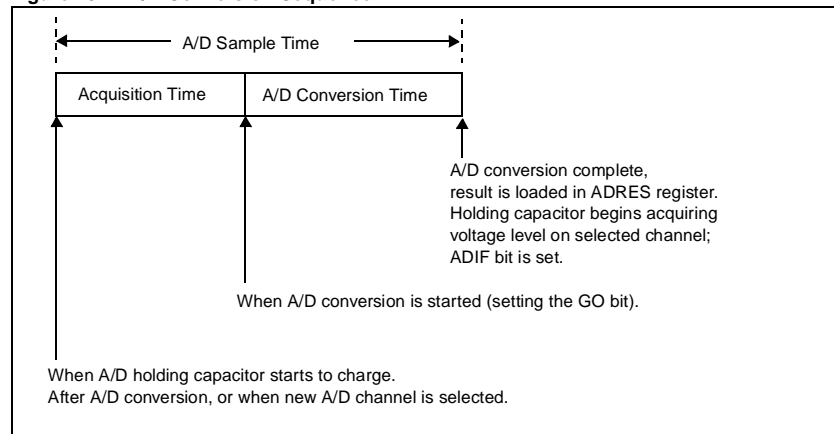 A/D Sample Time
Acquisition Time
A/D Conversion Time
A/D conversion complete,
result is loaded in ADRES register.
Holding capacitor begins acquiring
voltage level on selected channel;
ADIF bit is set.
When A/D conversion is started (setting the GO bit).
When A/D holding capacitor starts to charge.
After A/D conversion, or when new A/D channel is selected.